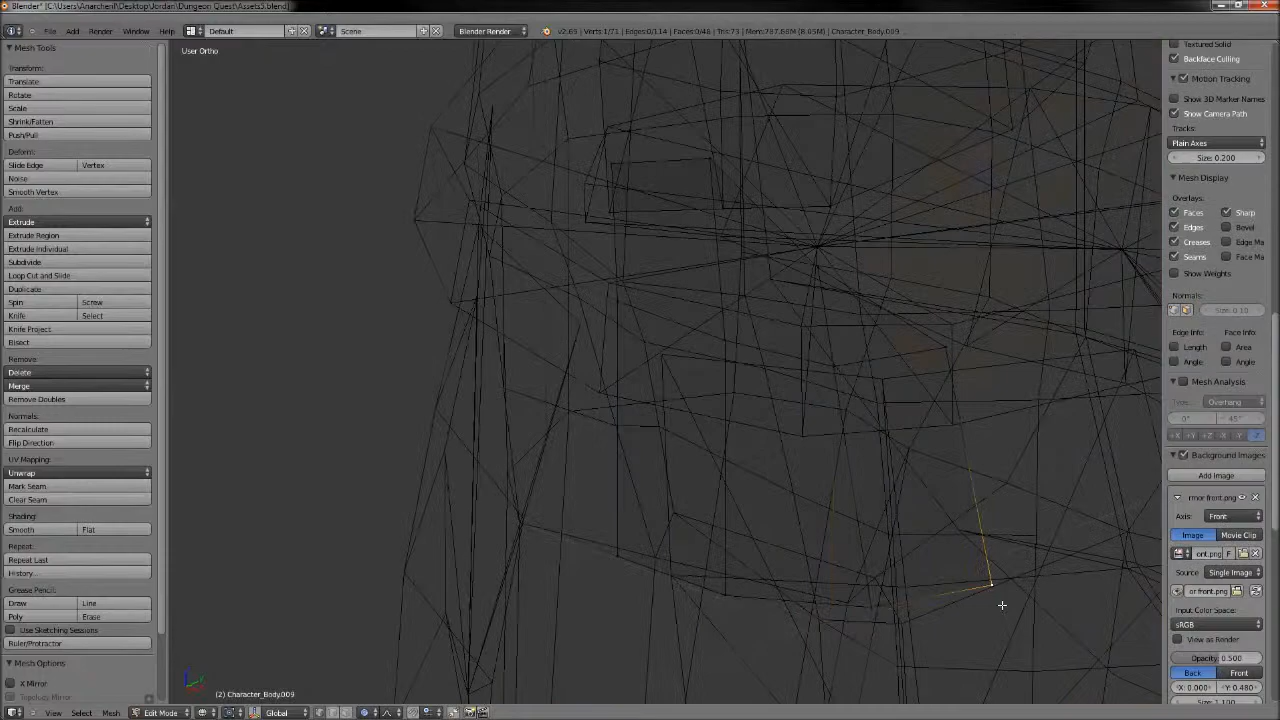 Blender* [C:\Users\Anarchen\Desktop\Jordan\Dungeon Quest\Assets5.blend]
File Add Render Window Help Default Scene Blender Render v2.69 | Verts:1/71 | Edges:0/114 | Faces:0/46 | Tris:73 | Mem:787.86M (8.05M) | Character_Body.009
Mesh Tools
User Ortho
Transform:
Translate
Rotate
Scale
Shrink/Fatten
Push/Pull
Deform:
Slide Edge Vertex
Noise
Smooth Vertex
Add:
Extrude
Extrude Region
Extrude Individual
Subdivide
Loop Cut and Slide
Duplicate
Spin Screw
Knife Select
Knife Project
Bisect
Remove:
Delete
Merge
Remove Doubles
Normals:
Recalculate
Flip Direction
UV Mapping:
Unwrap
Mark Seam
Clear Seam
Shading:
Smooth Flat
Repeat:
Repeat Last
History...
Grease Pencil:
Draw Line
Poly Erase
Use Sketching Sessions
Ruler/Protractor
Mesh Options
X Mirror
Topology Mirror
Textured Solid
Backface Culling
Motion Tracking
Show 3D Marker Names
Show Camera Path
Tracks:
Plain Axes
Size: 0.200
Mesh Display
Overlays:
Faces Sharp
Edges Bevel
Creases Edge Ma
Seams Face Ma
Show Weights
Normals:
Size: 0.10
Edge Info: Face Info:
Length Area
Angle Angle
Mesh Analysis
Type: Overhang
0° 45°
+X +Y +Z -X -Y -Z
Background Images
Add Image
rmor front.png
Axis: Front
Image Movie Clip
ont.png F
Source Single Image
or front.png
Input Color Space:
sRGB
View as Render
Opacity 0.500
Back Front
X: 0.000 Y: 0.480
Size: 1.100
(2) Character_Body.009
View Select Mesh Edit Mode Global